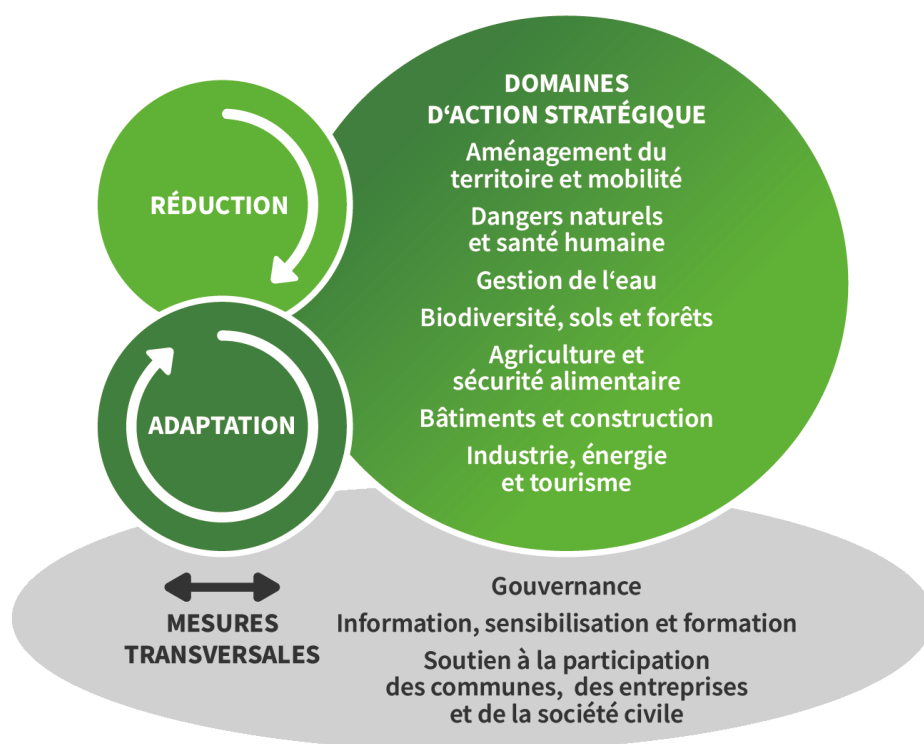 RÉDUCTION
ADAPTATION
DOMAINES
D‘ACTION STRATÉGIQUE
Aménagement du
territoire et mobilité
Dangers naturels
et santé humaine
Gestion de l‘eau
Biodiversité, sols et forêts
Agriculture et
sécurité alimentaire
Bâtiments et construction
Industrie, énergie
et tourisme
MESURES
TRANSVERSALES
Gouvernance
Information, sensibilisation et formation
Soutien à la participation
des communes, des entreprises
et de la société civile